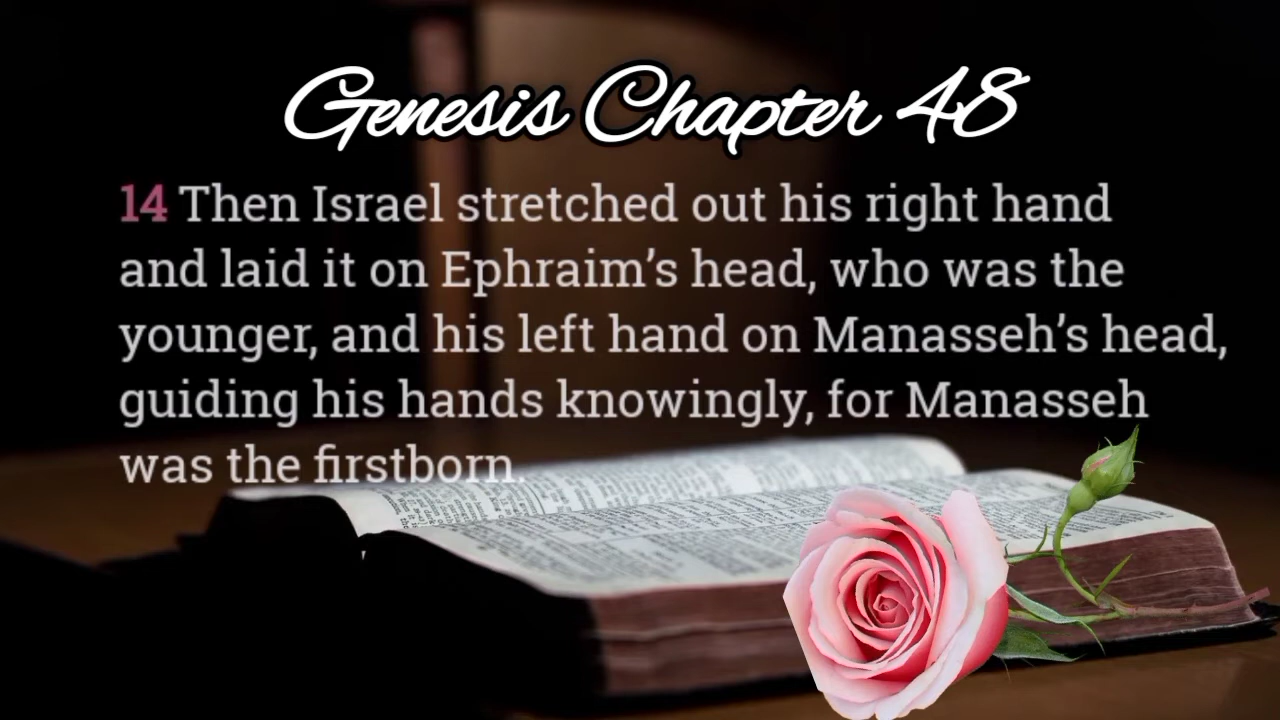 Genesis Chapter 48
14 Then Israel stretched out his right hand
and laid it on Ephraim’s head, who was the
younger, and his left hand on Manasseh’s head,
guiding his hands knowingly, for Manasseh
was the firstborn.